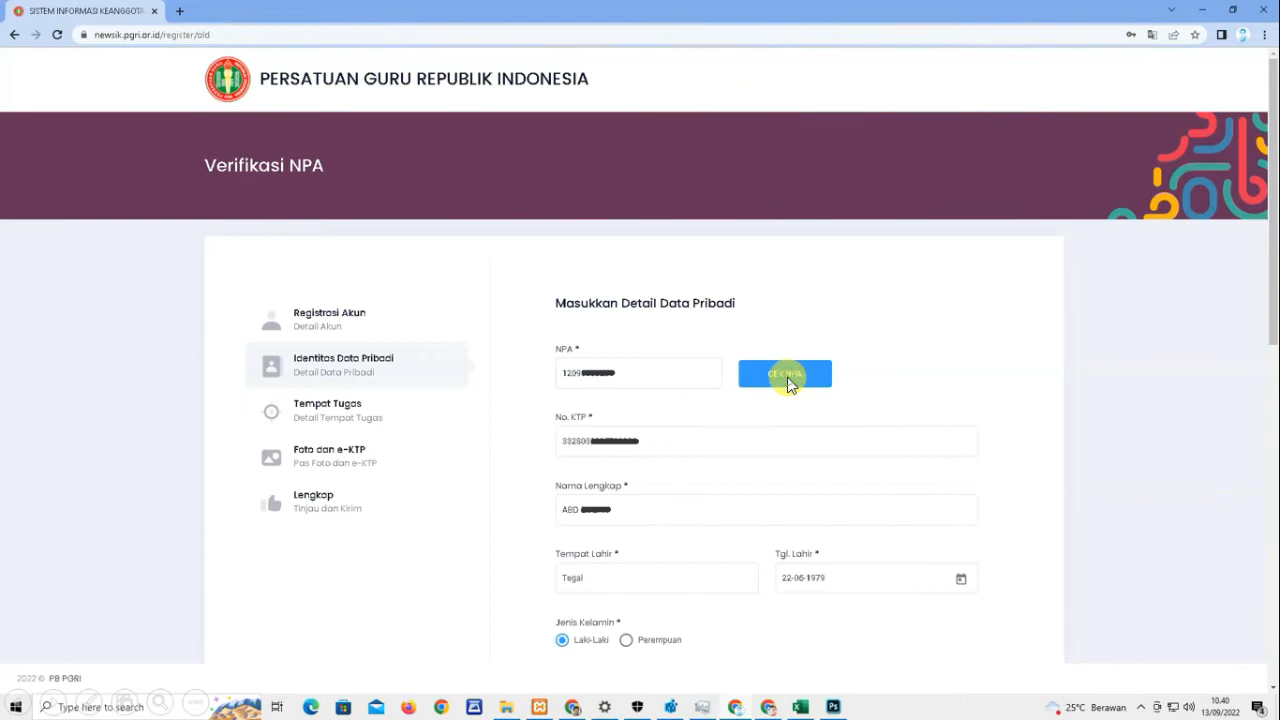 SISTEM INFORMASI KEANGGOTA
newsik.pgri.or.id/register/old
PERSATUAN GURU REPUBLIK INDONESIA
Verifikasi NPA
Registrasi Akun
Detail Akun
Identitas Data Pribadi
Detail Data Pribadi
Tempat Tugas
Detail Tempat Tugas
Foto dan e-KTP
Pas Foto dan e-KTP
Lengkap
Tinjau dan Kirim
Masukkan Detail Data Pribadi
NPA *
1209
CEK NPA
No. KTP *
332803
Nama Lengkap *
ABD
Tempat Lahir *
Tgl. Lahir *
Tegal
22-06-1979
Jenis Kelamin *
Laki-Laki
Perempuan
2022 © PB PGRI
Type here to search
25°C Berawan
10.40
13/09/2022